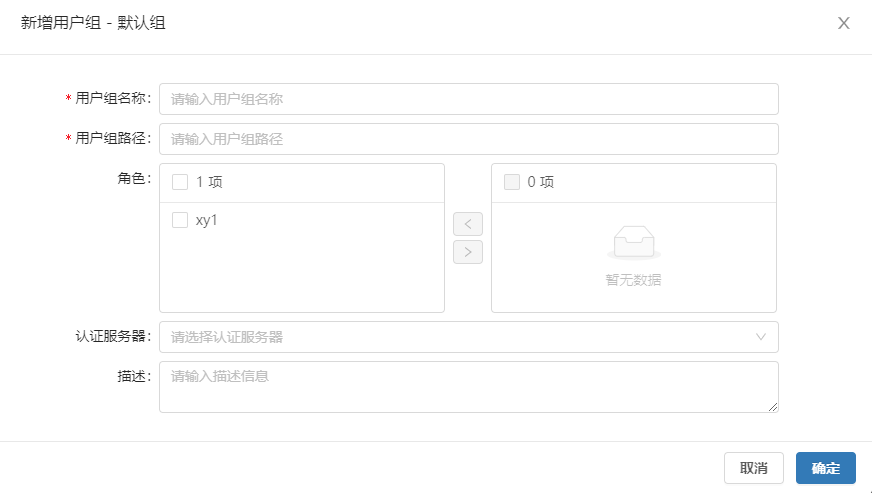 新增用户组 - 默认组
* 用户组名称：
请输入用户组名称
* 用户组路径：
请输入用户组路径
角色：
1 项
xy1
0 项
暂无数据
认证服务器：
请选择认证服务器
描述：
请输入描述信息
取消
确定